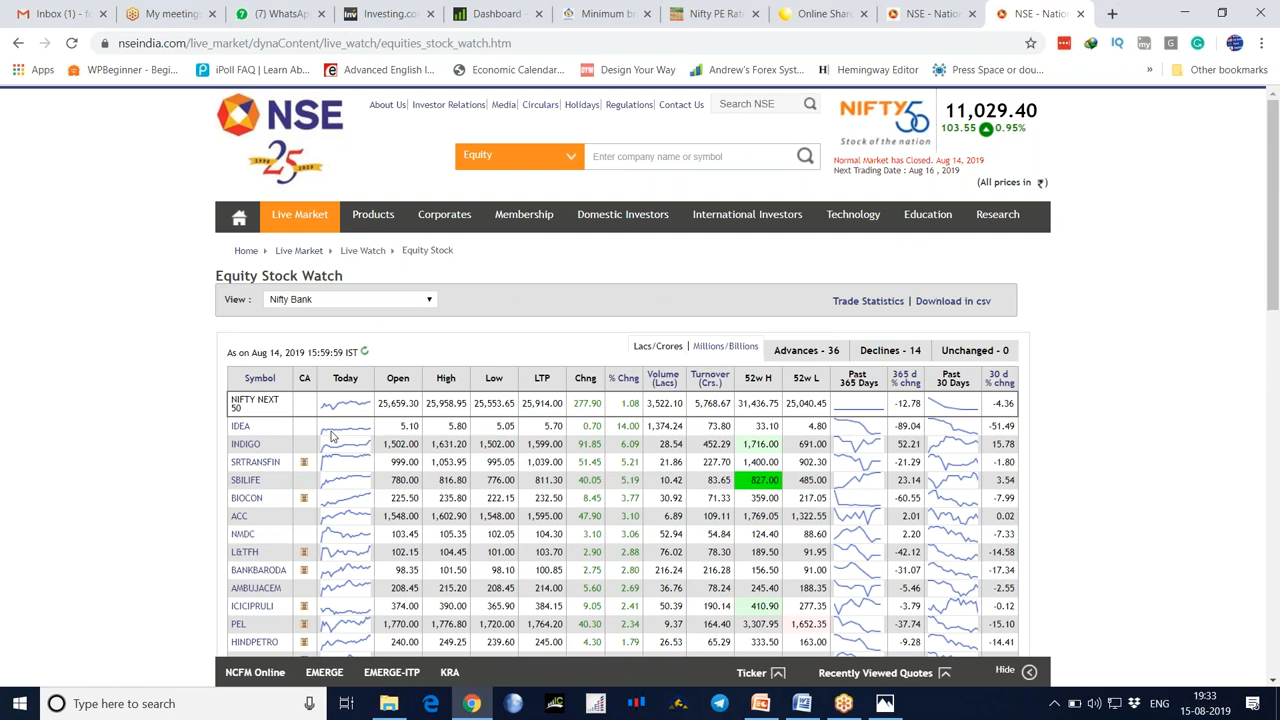 Inbox (1
My meetings
(07) WhatsAp
Investing.com
Dashboard -
Minimum br
Nifty PE Rat
Online Shar
NSE - Nation
NSE - Natio
nseindia.com/live_market/dynaContent/live_watch/equities_stock_watch.htm
Apps
WPBeginner - Begi...
iPoll FAQ | Learn Ab...
Advanced English I...
Economic Calendar...
Design Your Way
Andrew's Forex Syst...
Hemingway Editor
Press Space or dou...
» Other bookmarks
NSE
25
About Us | Investor Relations | Media | Circulars | Holidays | Regulations | Contact Us
Search NSE
NIFTY50
Stock of the nation
11,029.40
103.55 0.95%
Equity
Enter company name or symbol
Normal Market has Closed. Aug 14, 2019
Next Trading Date : Aug 16 , 2019
(All prices in ₹)
Live Market Products Corporates Membership Domestic Investors International Investors Technology Education Research
Home Live Market Live Watch Equity Stock
Equity Stock Watch
View : Nifty Bank
Trade Statistics | Download in csv
As on Aug 14, 2019 15:59:59 IST
Lacs/Crores | Millions/Billions
Advances - 36 Declines - 14 Unchanged - 0
Symbol CA Today Open High Low LTP Chng % Chng Volume (Lacs) Turnover (Crs.) 52w H 52w L Past 365 Days 365 d % chng Past 30 Days 30 d % chng
NIFTY NEXT 50 25,659.30 25,958.95 25,553.65 25,914.00 277.90 1.08 3,522.10 5,768.67 31,436.75 25,040.45 -12.78 -4.36
IDEA 5.10 5.80 5.05 5.70 0.70 14.00 1,374.24 73.80 33.10 4.80 -89.04 -51.49
INDIGO 1,502.00 1,631.20 1,502.00 1,599.00 91.85 6.09 28.54 452.29 1,716.00 691.00 52.21 15.78
SRTRANSFIN 999.00 1,053.95 995.05 1,039.00 51.45 5.21 21.86 227.70 1,400.00 902.30 -21.29 -1.80
SBILIFE 780.00 816.80 776.00 811.30 40.05 5.19 10.42 83.65 827.00 485.00 23.14 3.54
BIOCON 225.50 235.80 222.15 232.50 8.45 3.77 30.92 71.33 359.00 217.05 -60.55 -7.99
ACC 1,548.00 1,602.90 1,548.00 1,595.00 47.90 3.10 6.89 109.11 1,769.05 1,322.55 2.01 0.02
NMDC 103.45 105.35 102.05 104.30 3.10 3.06 52.94 54.84 124.40 88.60 2.20 -7.33
L&TFH 102.15 104.45 101.00 103.70 2.90 2.88 76.02 78.30 189.50 91.95 -42.12 -14.58
BANKBARODA 98.35 101.50 98.10 100.85 2.75 2.80 216.24 216.28 156.50 91.00 -31.07 -17.34
AMBUJACEM 208.45 215.20 208.45 214.00 5.60 2.69 36.76 78.24 245.40 188.35 -5.46 -2.55
ICICIPRULI 374.00 390.00 365.90 384.15 9.05 2.41 50.39 190.14 410.90 277.35 -3.79 -0.12
PEL 1,770.00 1,776.80 1,720.00 1,764.20 40.30 2.34 9.37 164.40 3,307.95 1,652.35 -37.74 -15.10
HINDPETRO 240.00 249.25 239.60 245.00 4.30 1.79 26.53 65.29 333.50 163.00 -9.28 -14.41
NCFM Online EMERGE EMERGE-ITP KRA Ticker Recently Viewed Quotes Hide
Type here to search
ENG
19:33
15-08-2019